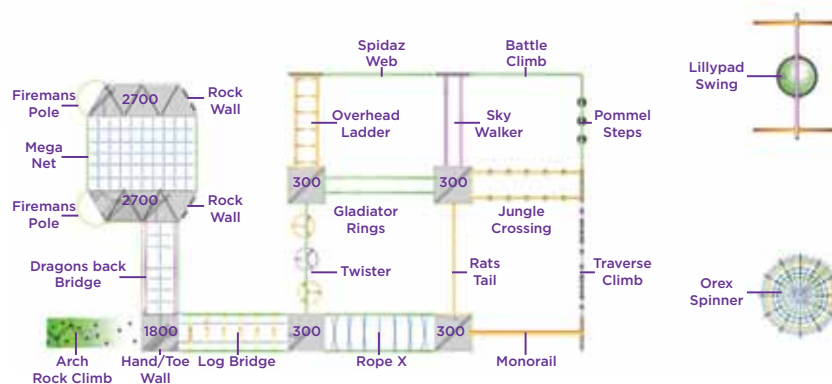 Spidaz
Web
Battle
Climb
Firemans
Pole
2700
Rock
Wall
Overhead
Ladder
Sky
Walker
Pommel
Steps
Lillypad
Swing
Mega
Net
2700
300
300
Firemans
Pole
Rock
Wall
Gladiator
Rings
Jungle
Crossing
Dragons back
Bridge
Twister
Rats
Tail
Traverse
Climb
Orex
Spinner
1800
300
300
Arch
Rock Climb
Hand/Toe
Wall
Log Bridge
Rope X
Monorail